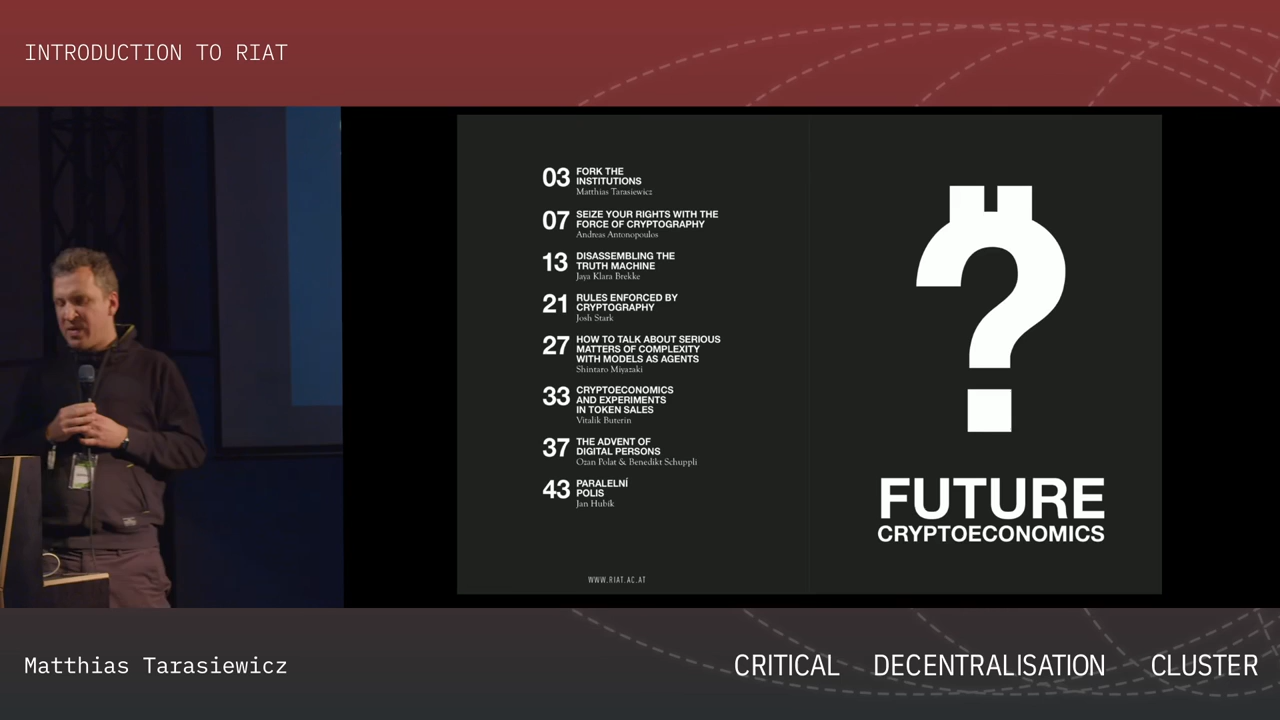 INTRODUCTION TO RIAT
03 FORK THE
INSTITUTIONS
Matthias Tarasiewicz
07 SEIZE YOUR RIGHTS WITH THE
FORCE OF CRYPTOGRAPHY
Andreas Antonopoulos
13 DISASSEMBLING THE
TRUTH MACHINE
Jaya Klara Brekke
21 RULES ENFORCED BY
CRYPTOGRAPHY
Josh Stark
27 HOW TO TALK ABOUT SERIOUS
MATTERS OF COMPLEXITY
WITH MODELS AS AGENTS
Shintaro Miyazaki
33 CRYPTOECONOMICS
AND EXPERIMENTS
IN TOKEN SALES
Vitalik Buterin
37 THE ADVENT OF
DIGITAL PERSONS
Ozan Polat & Benedikt Schuppli
43 PARALELNÍ
POLIS
Jan Hubík
WWW.RIAT.AC.AT
?
FUTURE
CRYPTOECONOMICS
Matthias Tarasiewicz
CRITICAL DECENTRALISATION CLUSTER